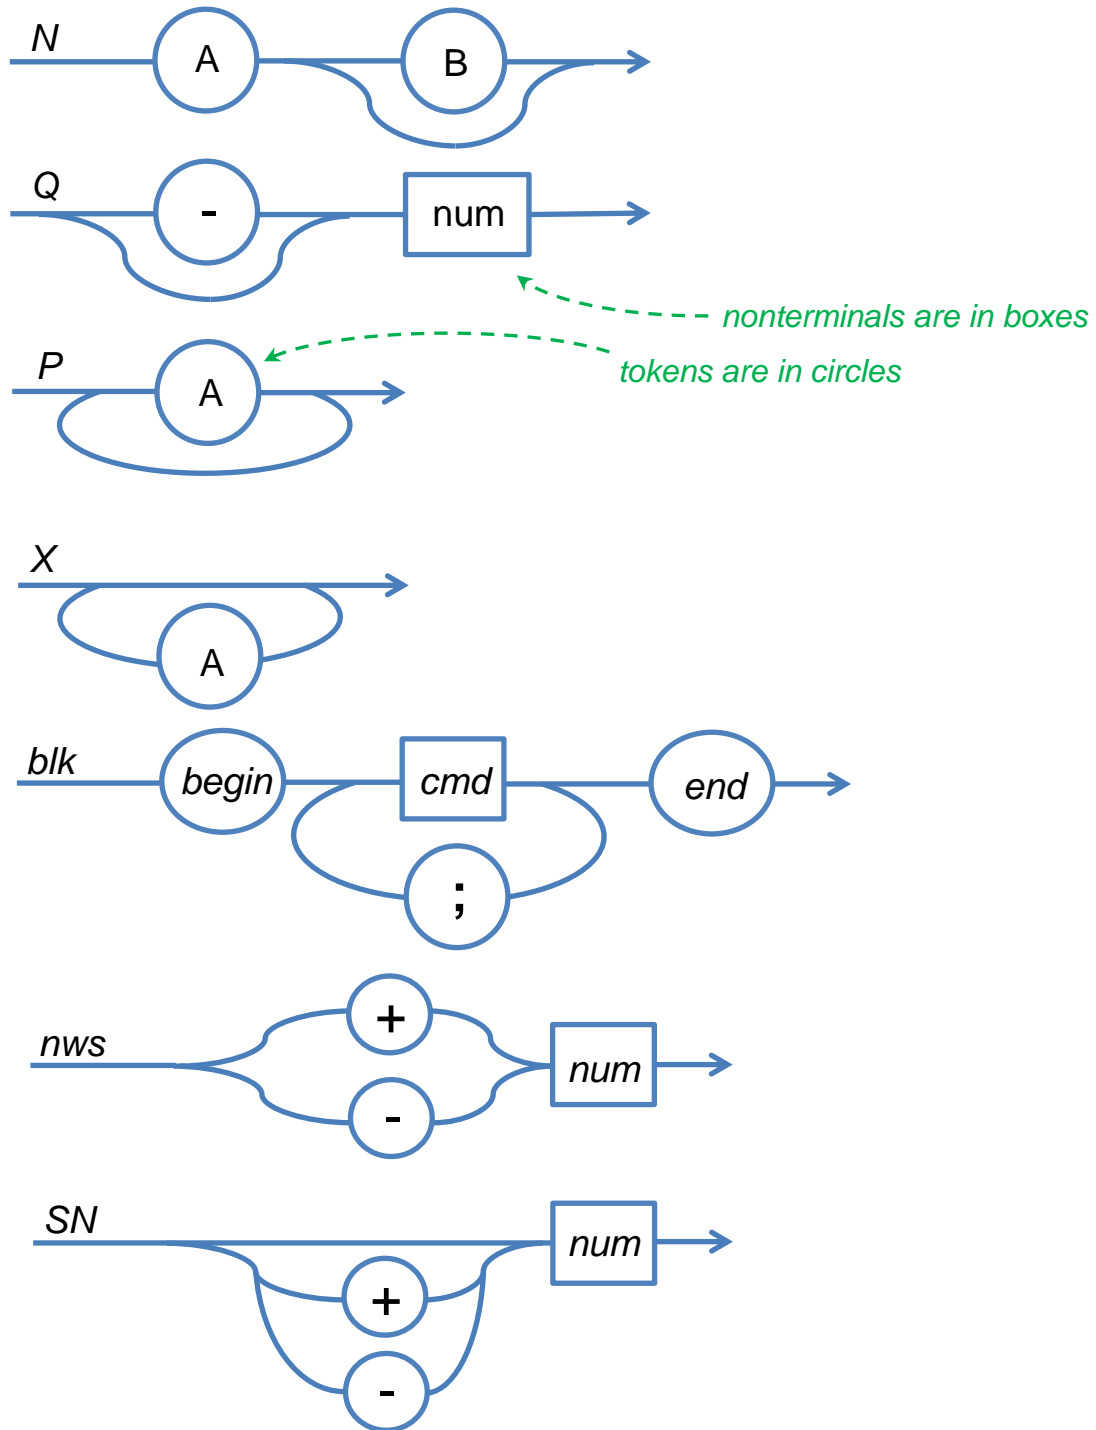 N
A
B
Q
-
num
nonterminals are in boxes
P
A
tokens are in circles
X
A
blk
begin
cmd
end
;
nws
+
-
num
SN
num
+
-